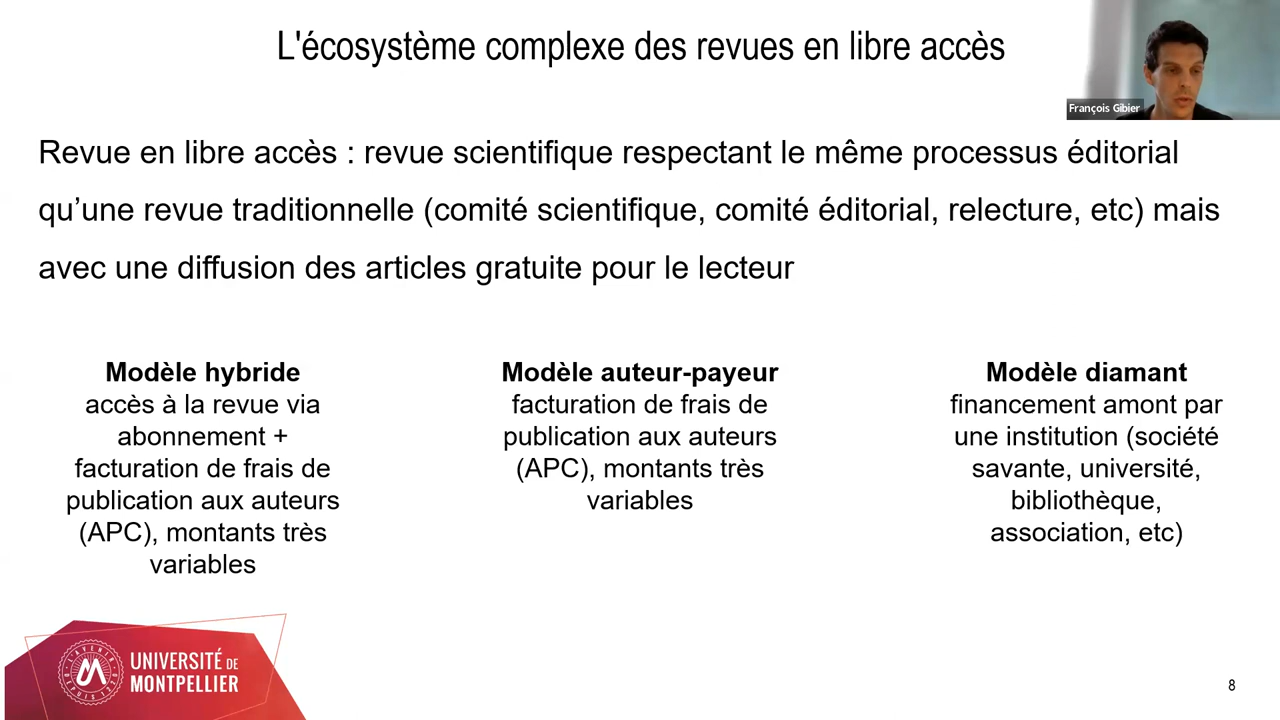 L'écosystème complexe des revues en libre accès
François Gibier
Revue en libre accès : revue scientifique respectant le même processus éditorial
qu’une revue traditionnelle (comité scientifique, comité éditorial, relecture, etc) mais
avec une diffusion des articles gratuite pour le lecteur
Modèle hybride
accès à la revue via
abonnement +
facturation de frais de
publication aux auteurs
(APC), montants très
variables
Modèle auteur-payeur
facturation de frais de
publication aux auteurs
(APC), montants très
variables
Modèle diamant
financement amont par
une institution (société
savante, université,
bibliothèque,
association, etc)
L'AVENIR
DEPUIS 1220
UNIVERSITÉ DE
MONTPELLIER
8